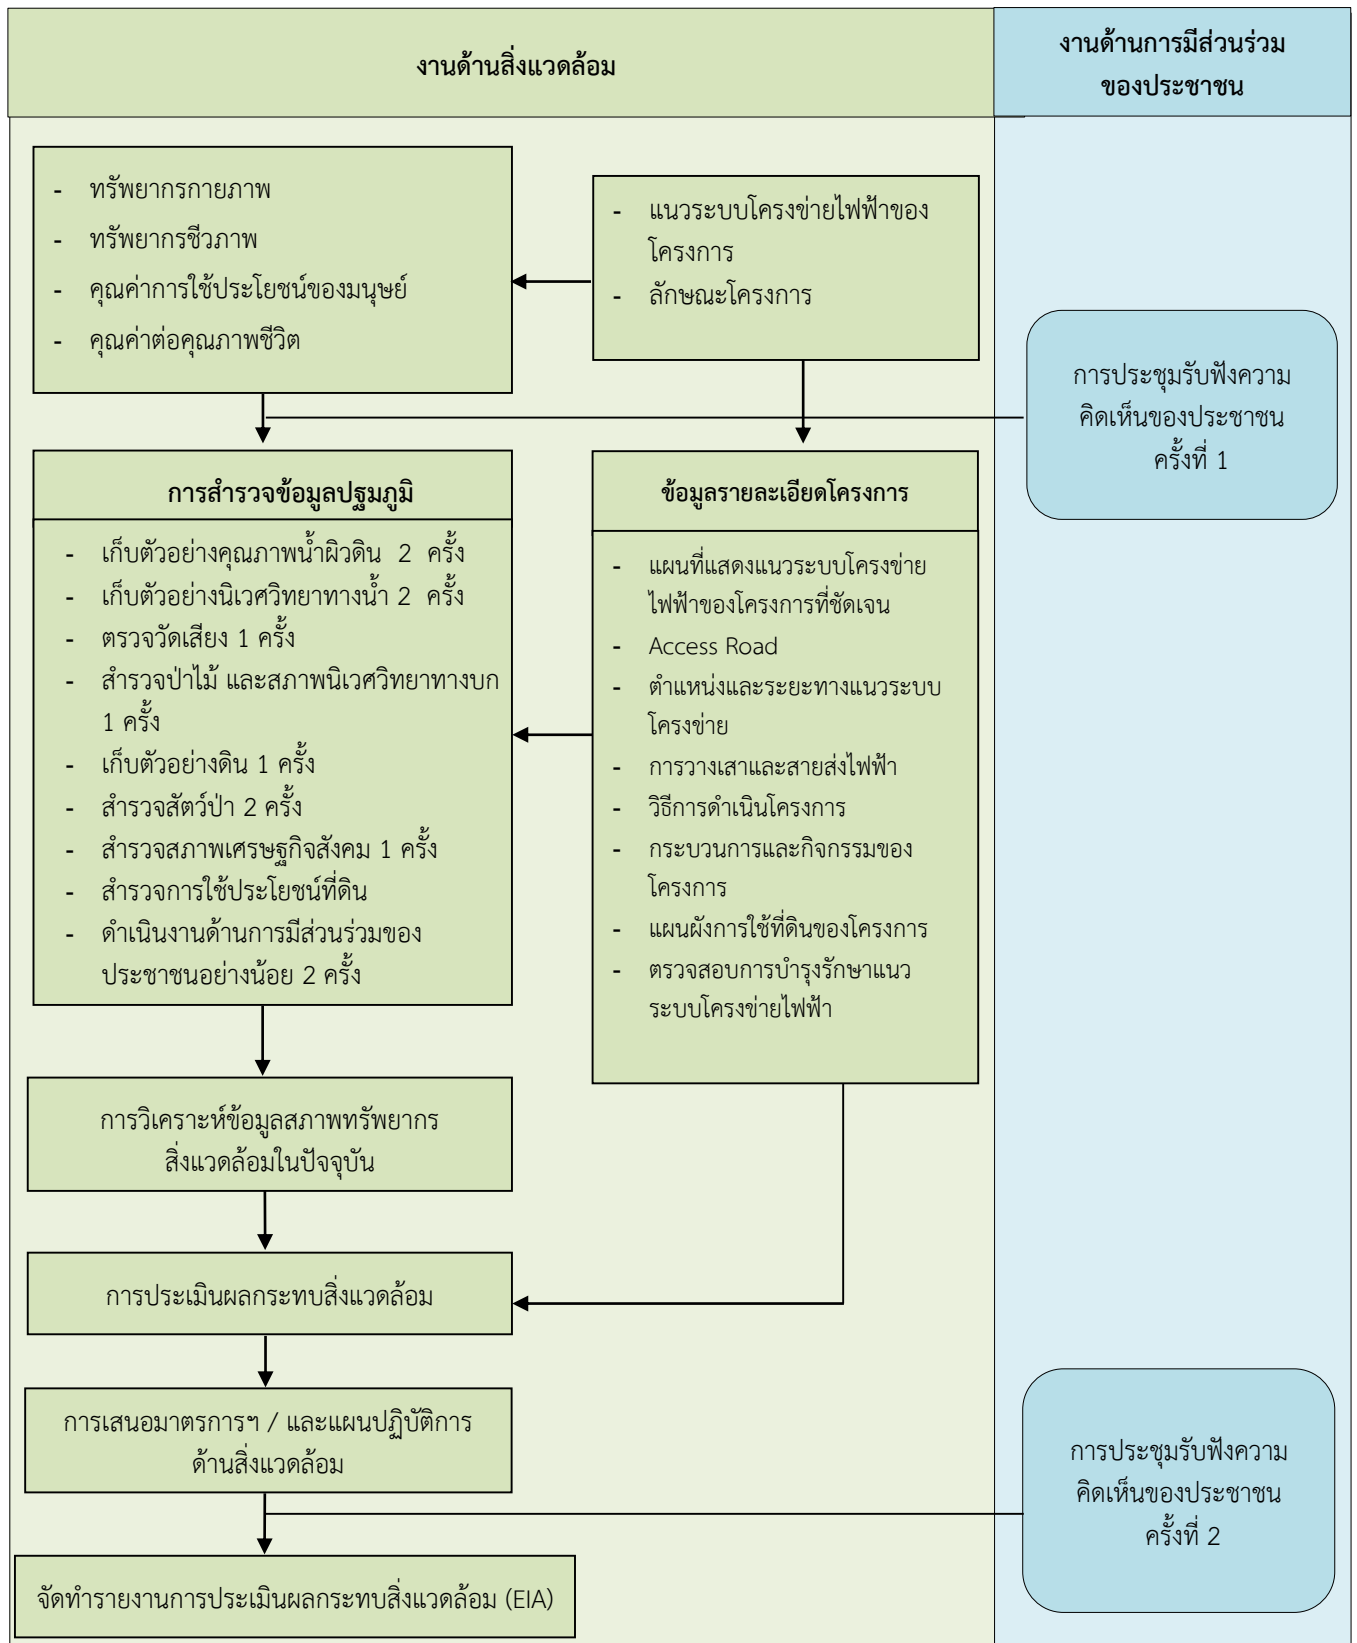 งานด้านสิ่งแวดล้อม
งานด้านการมีส่วนร่วม
ของประชาชน
- ทรัพยากรกายภาพ
- ทรัพยากรชีวภาพ
- คุณค่าการใช้ประโยชน์ของมนุษย์
- คุณค่าต่อคุณภาพชีวิต
- แนวระบบโครงข่ายไฟฟ้าของ
โครงการ
- ลักษณะโครงการ
การประชุมรับฟังความ
คิดเห็นของประชาชน
ครั้งที่ 1
การสำรวจข้อมูลปฐมภูมิ
- เก็บตัวอย่างคุณภาพน้ำผิวดิน 2 ครั้ง
- เก็บตัวอย่างนิเวศวิทยาทางน้ำ 2 ครั้ง
- ตรวจวัดเสียง 1 ครั้ง
- สำรวจป่าไม้ และสภาพนิเวศวิทยาทางบก
1 ครั้ง
- เก็บตัวอย่างดิน 1 ครั้ง
- สำรวจสัตว์ป่า 2 ครั้ง
- สำรวจสภาพเศรษฐกิจสังคม 1 ครั้ง
- สำรวจการใช้ประโยชน์ที่ดิน
- ดำเนินงานด้านการมีส่วนร่วมของ
ประชาชนอย่างน้อย 2 ครั้ง
ข้อมูลรายละเอียดโครงการ
- แผนที่แสดงแนวระบบโครงข่าย
ไฟฟ้าของโครงการที่ชัดเจน
- Access Road
- ตำแหน่งและระยะทางแนวระบบ
โครงข่าย
- การวางเสาและสายส่งไฟฟ้า
- วิธีการดำเนินโครงการ
- กระบวนการและกิจกรรมของ
โครงการ
- แผนผังการใช้ที่ดินของโครงการ
- ตรวจสอบการบำรุงรักษาแนว
ระบบโครงข่ายไฟฟ้า
การวิเคราะห์ข้อมูลสภาพทรัพยากร
สิ่งแวดล้อมในปัจจุบัน
การประเมินผลกระทบสิ่งแวดล้อม
การเสนอมาตรการฯ / และแผนปฏิบัติการ
ด้านสิ่งแวดล้อม
การประชุมรับฟังความ
คิดเห็นของประชาชน
ครั้งที่ 2
จัดทำรายงานการประเมินผลกระทบสิ่งแวดล้อม (EIA)